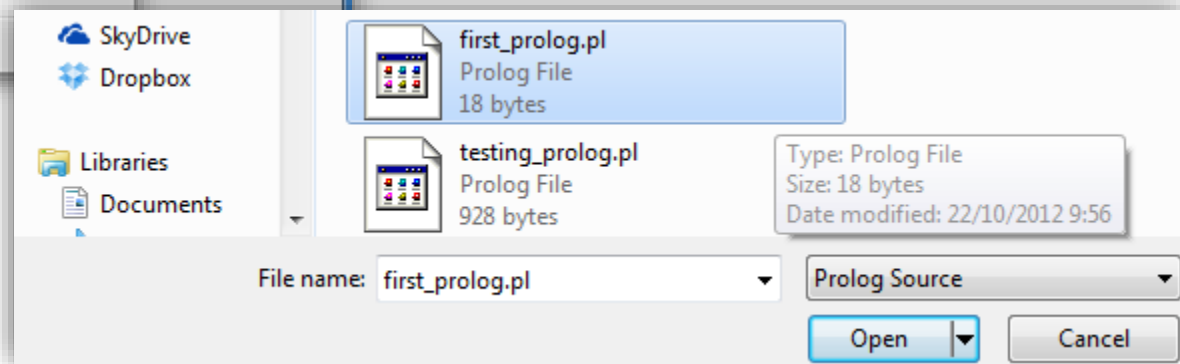 SkyDrive
Dropbox
Libraries
Documents
first_prolog.pl
Prolog File
18 bytes
testing_prolog.pl
Prolog File
928 bytes
Type: Prolog File
Size: 18 bytes
Date modified: 22/10/2012 9:56
File name: first_prolog.pl
Prolog Source
Open
Cancel